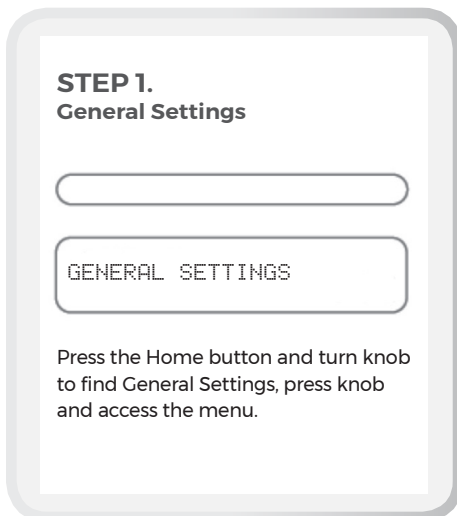 STEP 1.
General Settings
GENERAL SETTINGS
Press the Home button and turn knob
to find General Settings, press knob
and access the menu.